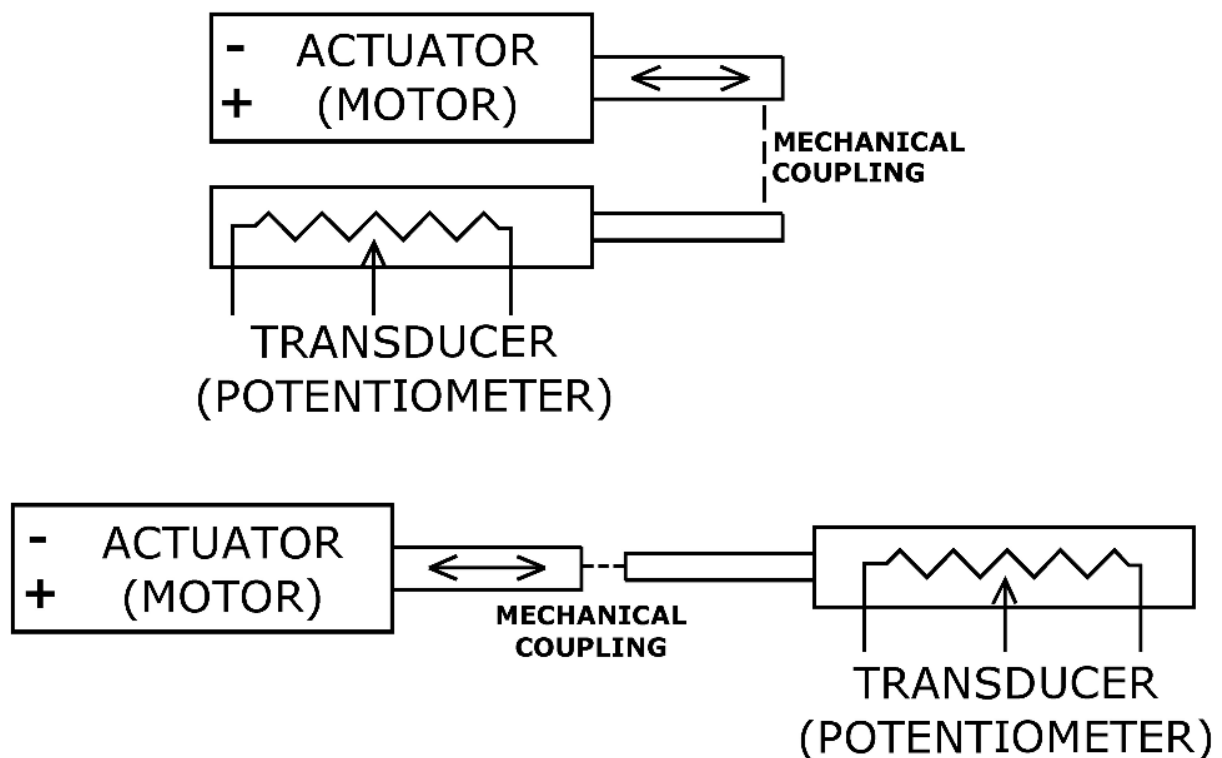 - ACTUATOR
+ (MOTOR)
MECHANICAL
COUPLING
TRANSDUCER
(POTENTIOMETER)
- ACTUATOR
+ (MOTOR)
MECHANICAL
COUPLING
TRANSDUCER
(POTENTIOMETER)